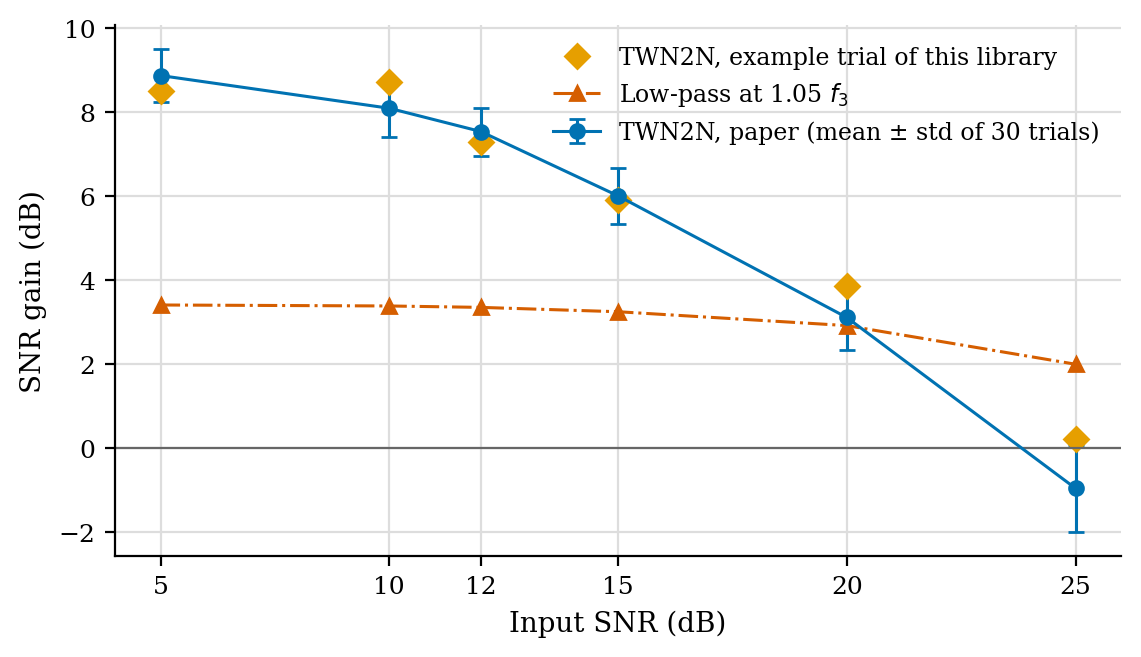 10
8
6
4
2
0
−2
SNR gain (dB)
TWN2N, example trial of this library
Low-pass at 1.05 f₃
TWN2N, paper (mean ± std of 30 trials)
5 10 12 15 20 25
Input SNR (dB)